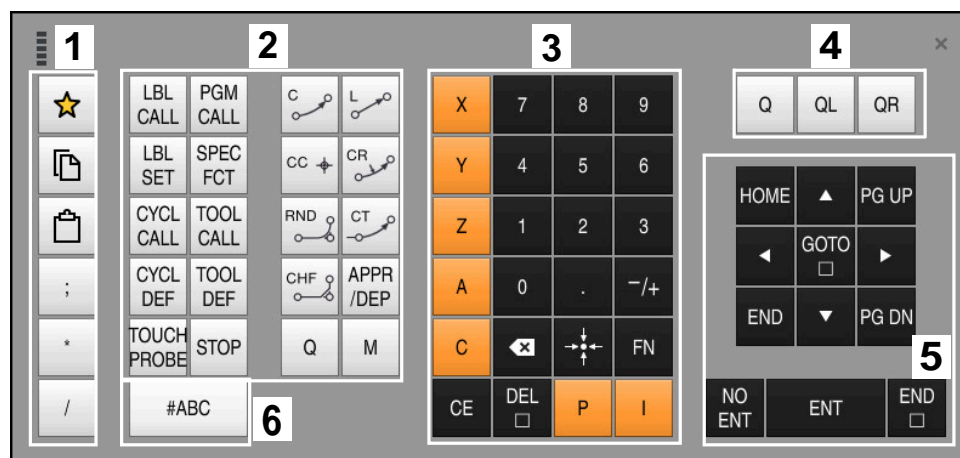 1
2
3
4
LBL CALL
PGM CALL
C
L
X
7
8
9
Q
QL
QR
LBL SET
SPEC FCT
CC
CR
Y
4
5
6
HOME
PG UP
CYCL CALL
TOOL CALL
RND
CT
Z
1
2
3
GOTO
;
CYCL DEF
TOOL DEF
CHF
APPR /DEP
A
0
.
−/+
END
PG DN
*
TOUCH PROBE
STOP
Q
M
C
FN
5
/
#ABC
6
CE
DEL
P
I
NO ENT
ENT
END